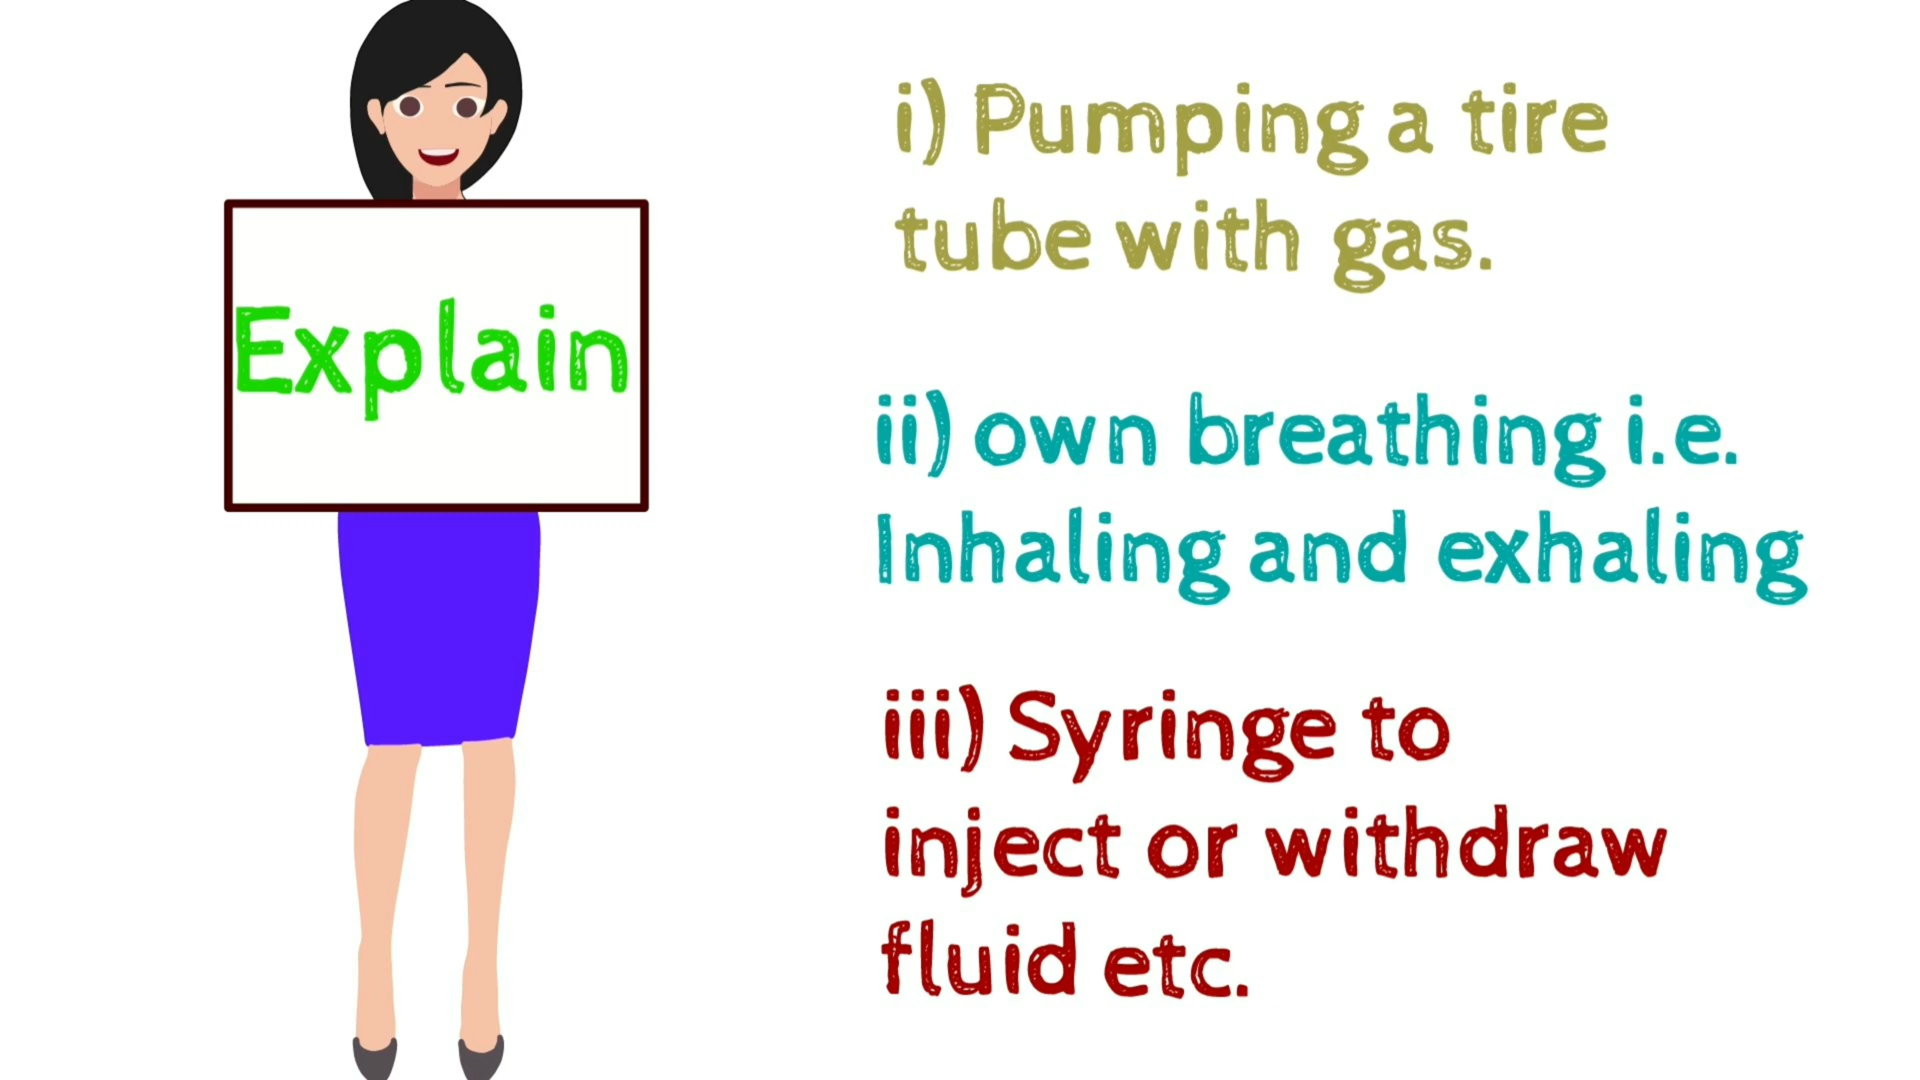 Explain
i) Pumping a tire
tube with gas.
ii) own breathing i.e.
Inhaling and exhaling
iii) Syringe to
inject or withdraw
fluid etc.